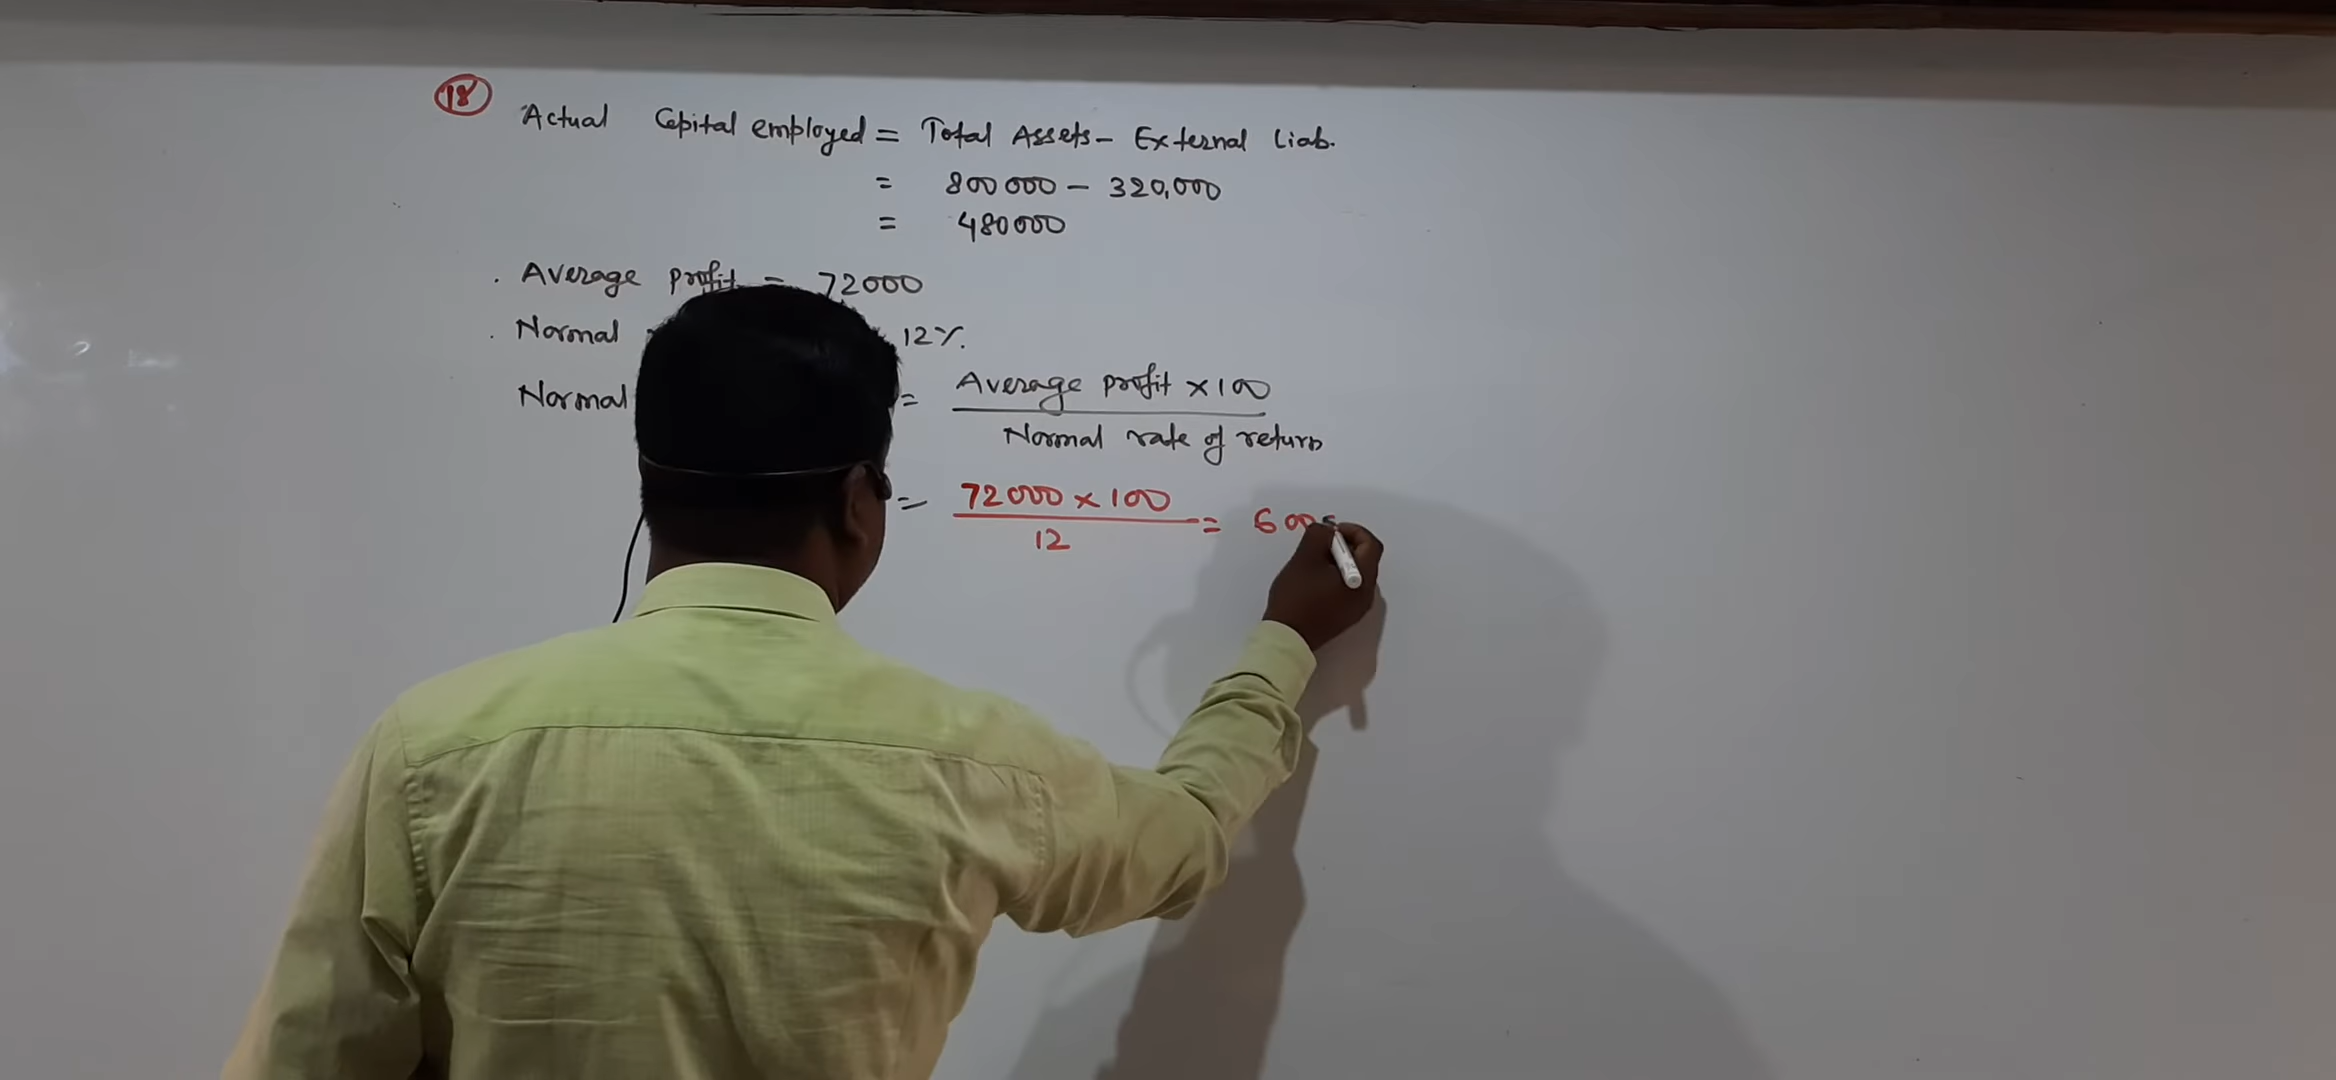 18
Actual Capital employed = Total Assets - External Liab.
= 800000 - 320,000
= 480000
. Average profit = 72000
. Normal 12%.
Normal = Average profit × 100
Normal rate of return
= 72000 × 100 = 600
12